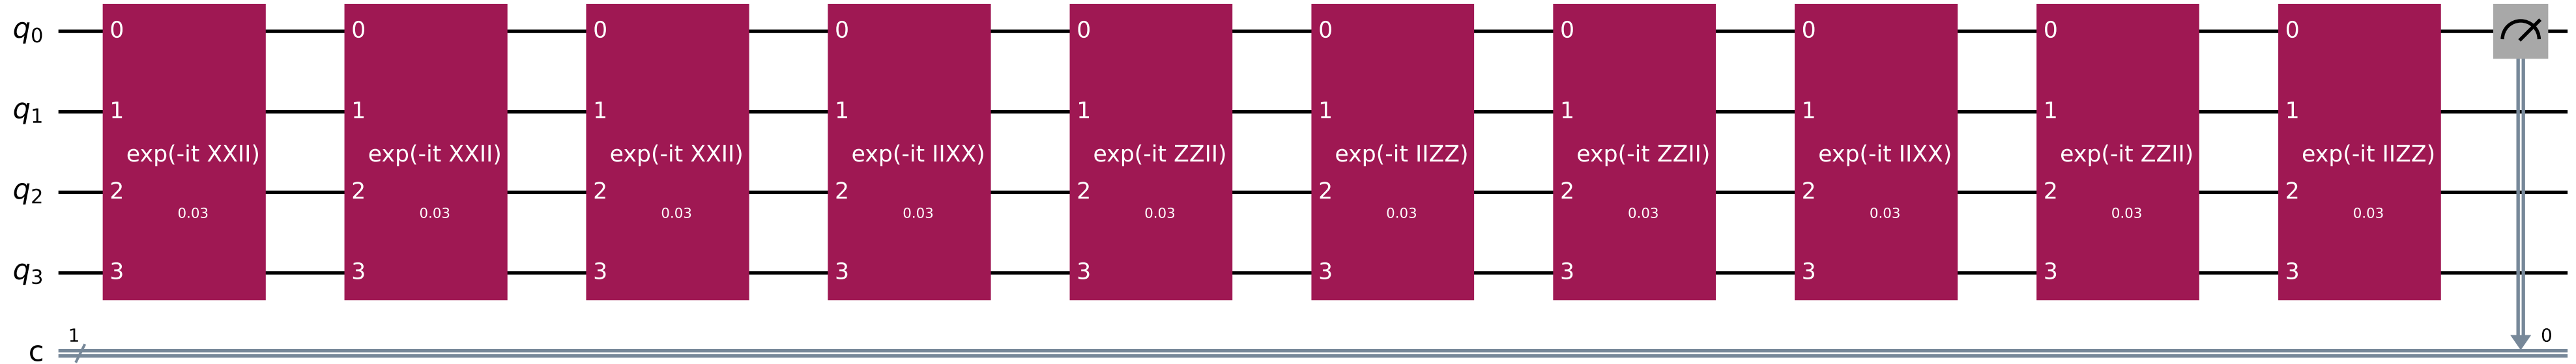 q0 0 0 0 0 0 0 0 0 0 0
q1 1 1 1 1 1 1 1 1 1 1
exp(-it XXII) exp(-it XXII) exp(-it XXII) exp(-it IIXX) exp(-it ZZII) exp(-it IIZZ) exp(-it ZZII) exp(-it IIXX) exp(-it ZZII) exp(-it IIZZ)
q2 2 2 2 2 2 2 2 2 2 2
0.03 0.03 0.03 0.03 0.03 0.03 0.03 0.03 0.03 0.03
q3 3 3 3 3 3 3 3 3 3 3
1 0
c